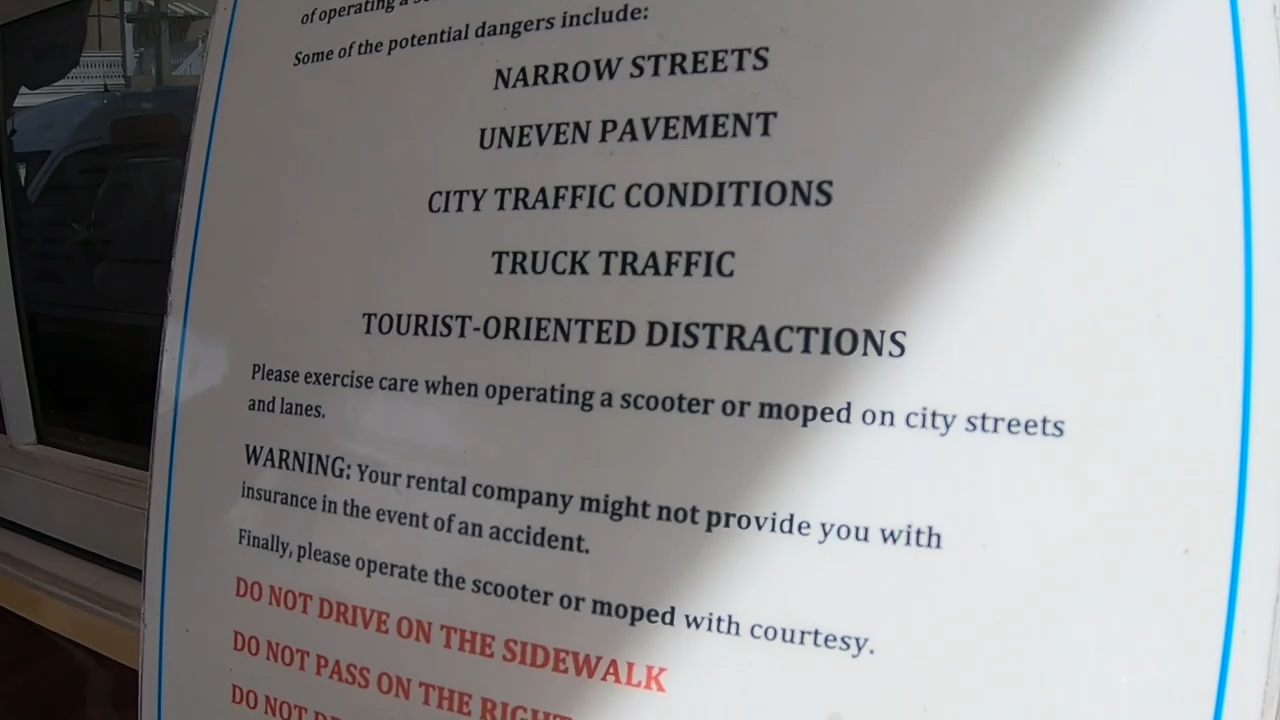 of operating a
Some of the potential dangers include:
NARROW STREETS
UNEVEN PAVEMENT
CITY TRAFFIC CONDITIONS
TRUCK TRAFFIC
TOURIST-ORIENTED DISTRACTIONS
Please exercise care when operating a scooter or moped on city streets
and lanes.
WARNING: Your rental company might not provide you with
insurance in the event of an accident.
Finally, please operate the scooter or moped with courtesy.
DO NOT DRIVE ON THE SIDEWALK
DO NOT PASS ON THE RIGHT
DO NOT